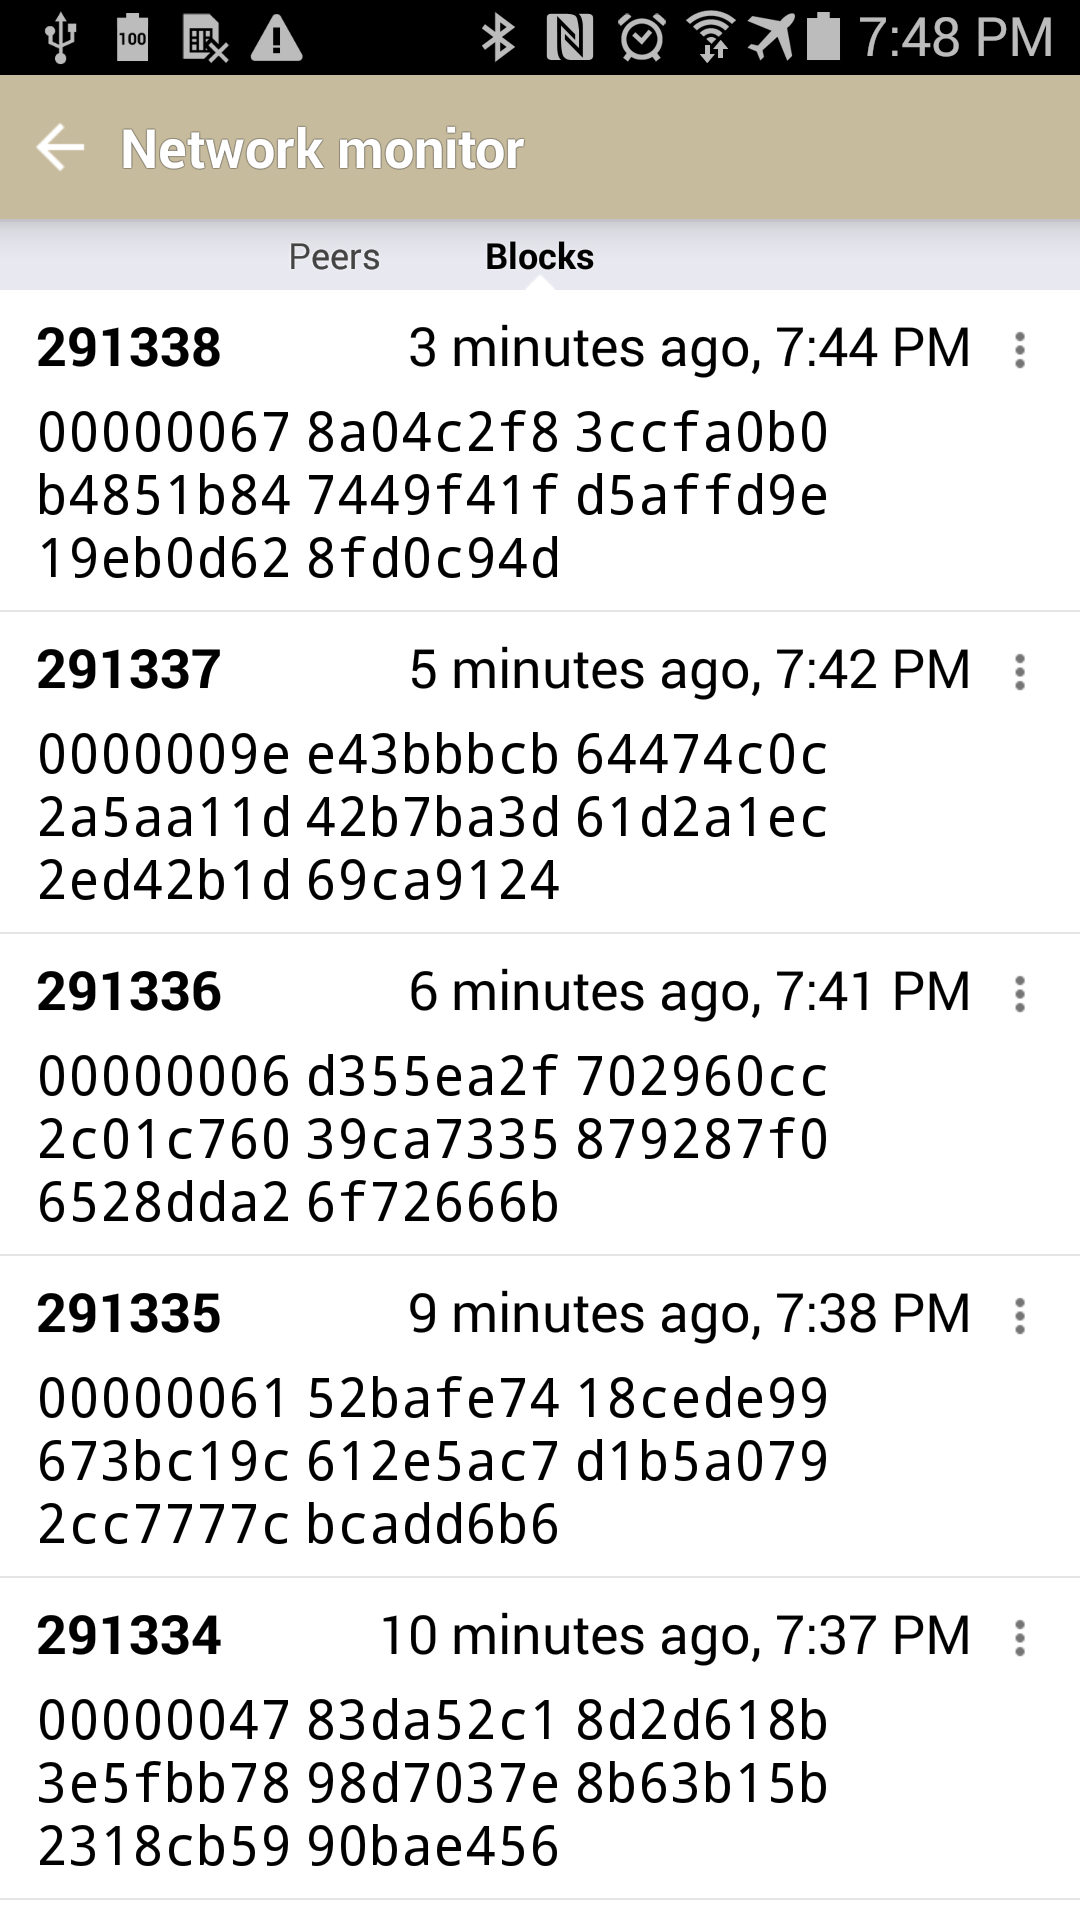 100 7:48 PM
Network monitor
Peers Blocks
291338 3 minutes ago, 7:44 PM
00000067 8a04c2f8 3ccfa0b0
b4851b84 7449f41f d5affd9e
19eb0d62 8fd0c94d
291337 5 minutes ago, 7:42 PM
0000009e e43bbbcb 64474c0c
2a5aa11d 42b7ba3d 61d2a1ec
2ed42b1d 69ca9124
291336 6 minutes ago, 7:41 PM
00000006 d355ea2f 702960cc
2c01c760 39ca7335 879287f0
6528dda2 6f72666b
291335 9 minutes ago, 7:38 PM
00000061 52bafe74 18cede99
673bc19c 612e5ac7 d1b5a079
2cc7777c bcadd6b6
291334 10 minutes ago, 7:37 PM
00000047 83da52c1 8d2d618b
3e5fbb78 98d7037e 8b63b15b
2318cb59 90bae456